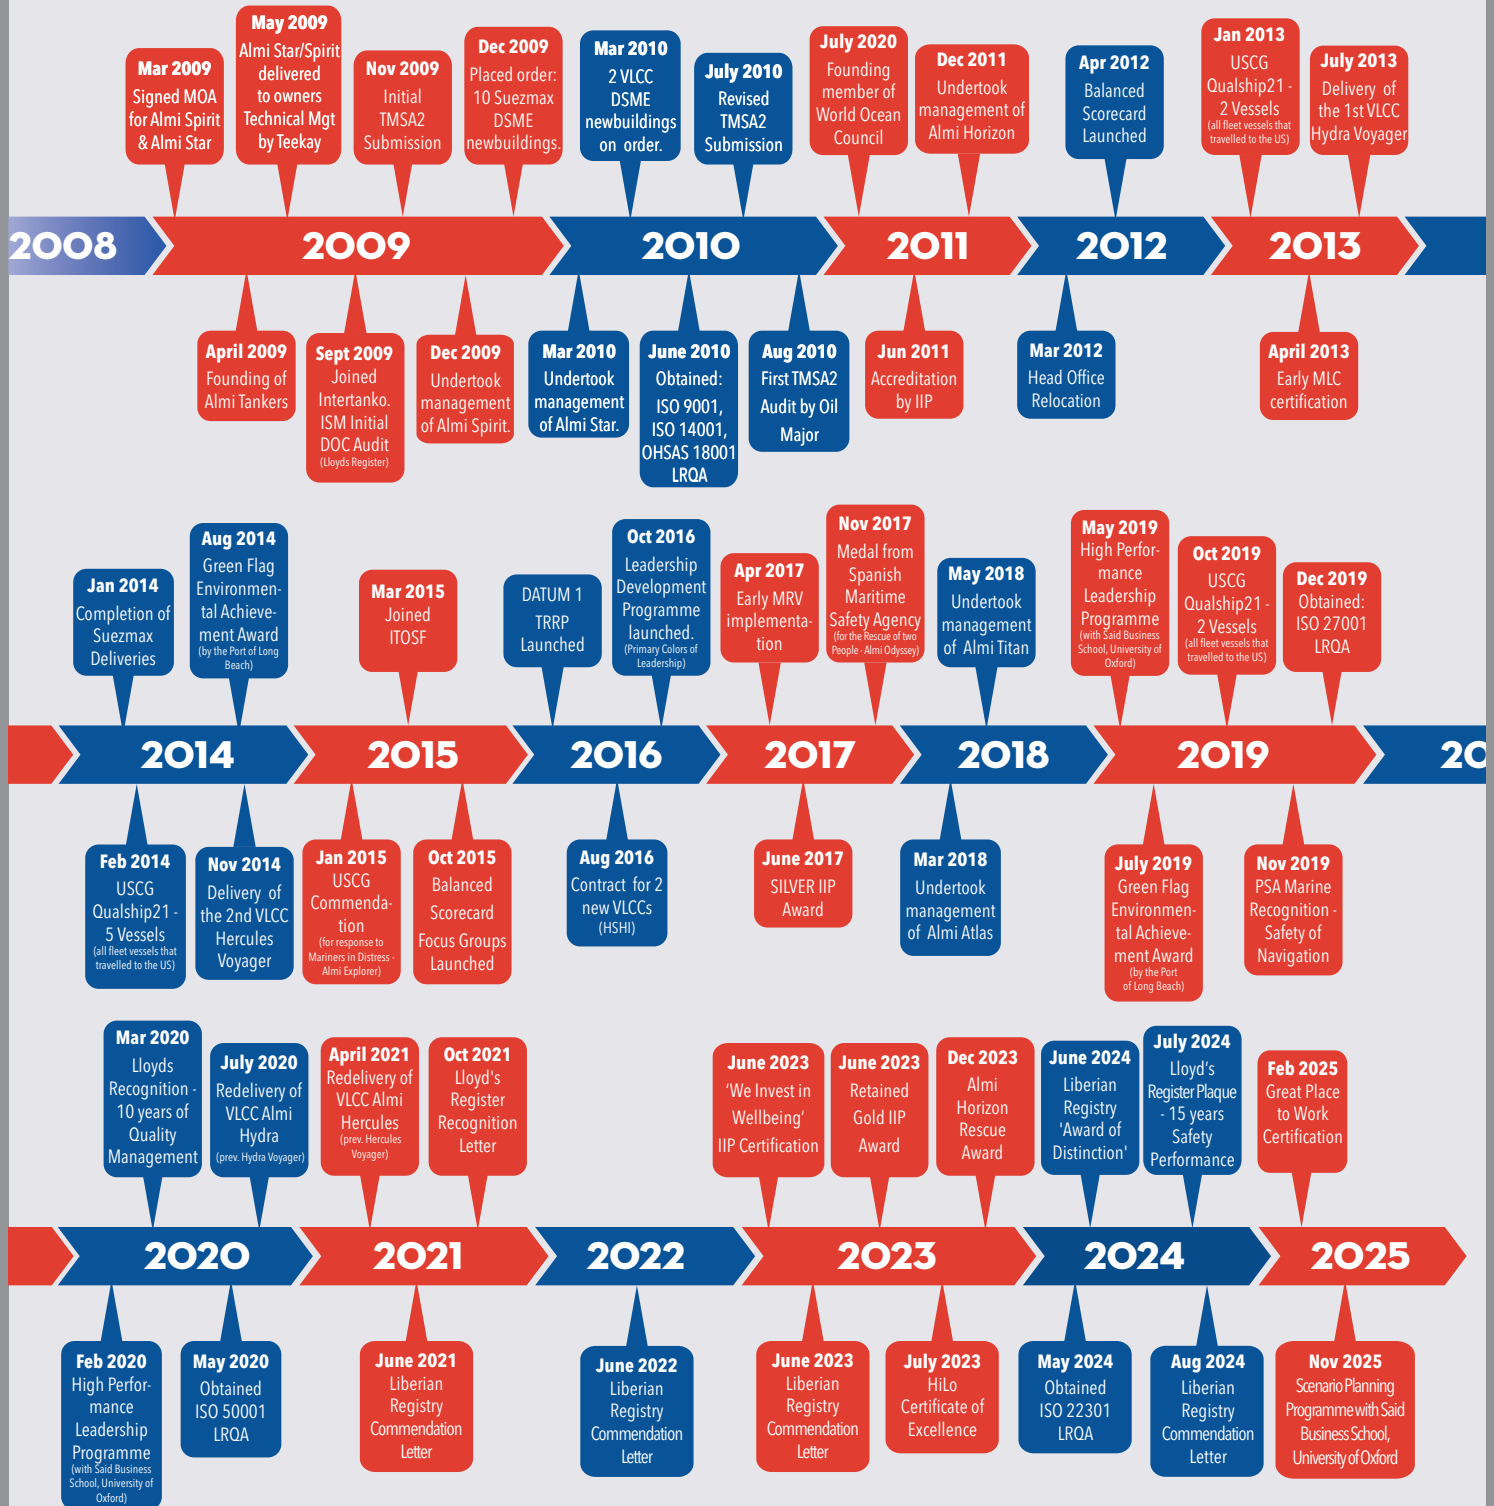 Mar 2009
Signed MOA
for Almi Spirit
& Almi Star
May 2009
Almi Star/Spirit
delivered
to owners
Technical Mgt
by Teekay
Nov 2009
Initial
TMSA2
Submission
Dec 2009
Placed order:
10 Suezmax
DSME
newbuildings.
Mar 2010
2 VLCC
DSME
newbuildings
on order.
July 2010
Revised
TMSA2
Submission
July 2020
Founding
member of
World Ocean
Council
Dec 2011
Undertook
management of
Almi Horizon
Apr 2012
Balanced
Scorecard
Launched
Jan 2013
USCG
Qualship21 -
2 Vessels
(all fleet vessels that
travelled to the US)
July 2013
Delivery of
the 1st VLCC
Hydra Voyager
2008
2009
2010
2011
2012
2013
April 2009
Founding of
Almi Tankers
Sept 2009
Joined
Intertanko.
ISM Initial
DOC Audit
(Lloyds Register)
Dec 2009
Undertook
management
of Almi Spirit.
Mar 2010
Undertook
management
of Almi Star.
June 2010
Obtained:
ISO 9001,
ISO 14001,
OHSAS 18001
LRQA
Aug 2010
First TMSA2
Audit by Oil
Major
Jun 2011
Accreditation
by IIP
Mar 2012
Head Office
Relocation
April 2013
Early MLC
certification
Jan 2014
Completion of
Suezmax
Deliveries
Aug 2014
Green Flag
Environmen-
tal Achieve-
ment Award
(by the Port of Long
Beach)
Mar 2015
Joined
ITOSF
DATUM 1
TRRP
Launched
Oct 2016
Leadership
Development
Programme
launched.
(Primary Colors of
Leadership)
Apr 2017
Early MRV
implementa-
tion
Nov 2017
Medal from
Spanish
Maritime
Safety Agency
(for the Rescue of two
People - Almi Odyssey)
May 2018
Undertook
management
of Almi Titan
May 2019
High Perfor-
mance
Leadership
Programme
(with Said Business
School, University of
Oxford)
Oct 2019
USCG
Qualship21 -
2 Vessels
(all fleet vessels that
travelled to the US)
Dec 2019
Obtained:
ISO 27001
LRQA
2014
2015
2016
2017
2018
2019
20
Feb 2014
USCG
Qualship21 -
5 Vessels
(all fleet vessels that
travelled to the US)
Nov 2014
Delivery of
the 2nd VLCC
Hercules
Voyager
Jan 2015
USCG
Commenda-
tion
(for response to
Mariners in Distress -
Almi Explorer)
Oct 2015
Balanced
Scorecard
Focus Groups
Launched
Aug 2016
Contract for 2
new VLCCs
(HSHI)
June 2017
SILVER IIP
Award
Mar 2018
Undertook
management
of Almi Atlas
July 2019
Green Flag
Environmen-
tal Achieve-
ment Award
(by the Port
of Long Beach)
Nov 2019
PSA Marine
Recognition -
Safety of
Navigation
Mar 2020
Lloyds
Recognition -
10 years of
Quality
Management
July 2020
Redelivery of
VLCC Almi
Hydra
(prev. Hydra Voyager)
April 2021
Redelivery of
VLCC Almi
Hercules
(prev. Hercules
Voyager)
Oct 2021
Lloyd's
Register
Recognition
Letter
June 2023
‘We Invest in
Wellbeing’
IIP Certification
June 2023
Retained
Gold IIP
Award
Dec 2023
Almi
Horizon
Rescue
Award
June 2024
Liberian
Registry
'Award of
Distinction'
July 2024
Lloyd’s
Register Plaque
- 15 years
Safety
Performance
Feb 2025
Great Place
to Work
Certification
2020
2021
2022
2023
2024
2025
Feb 2020
High Perfor-
mance
Leadership
Programme
(with Said Business
School, University of
Oxford)
May 2020
Obtained
ISO 50001
LRQA
June 2021
Liberian
Registry
Commendation
Letter
June 2022
Liberian
Registry
Commendation
Letter
June 2023
Liberian
Registry
Commendation
Letter
July 2023
HiLo
Certificate of
Excellence
May 2024
Obtained
ISO 22301
LRQA
Aug 2024
Liberian
Registry
Commendation
Letter
Nov 2025
Scenario Planning
Programme with Said
Business School,
University of Oxford